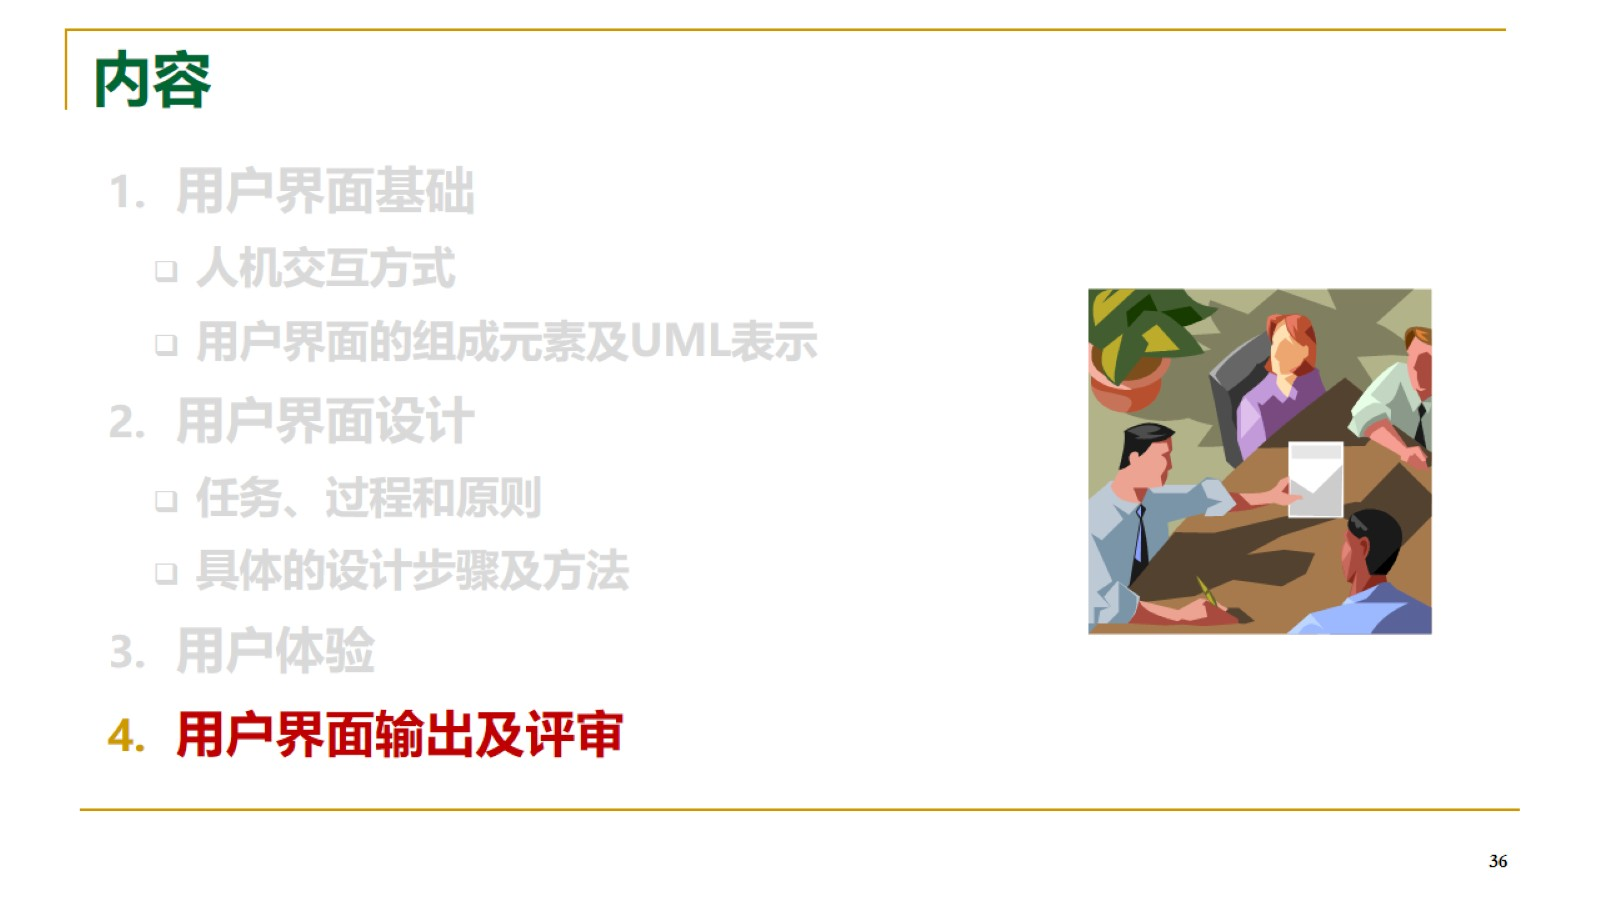 内容
1. 用户界面基础
❑ 人机交互方式
❑ 用户界面的组成元素及UML表示
2. 用户界面设计
❑ 任务、过程和原则
❑ 具体的设计步骤及方法
3. 用户体验
4. 用户界面输出及评审
36